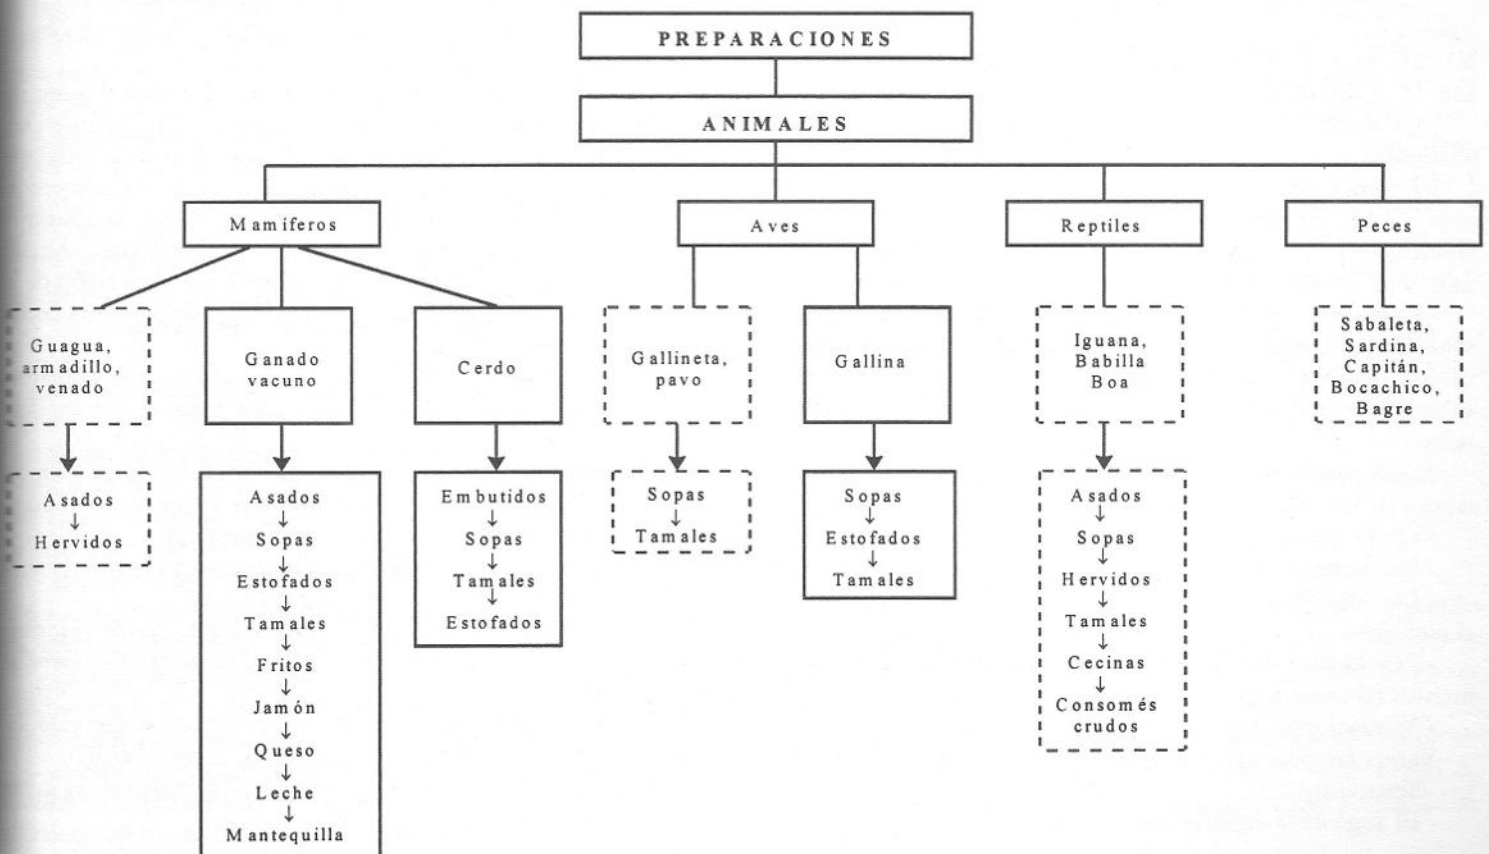 PREPARACIONES
ANIMALES
Mamíferos
Aves
Reptiles
Peces
Guagua,
armadillo,
venado
Ganado
vacuno
Cerdo
Gallineta,
pavo
Gallina
Iguana,
Babilla
Boa
Sabaleta,
Sardina,
Capitán,
Bocachico,
Bagre
Asados
↓
Hervidos
Asados
↓
Sopas
↓
Estofados
↓
Tamales
↓
Fritos
↓
Jamón
↓
Queso
↓
Leche
↓
Mantequilla
Embutidos
↓
Sopas
↓
Tamales
↓
Estofados
Sopas
↓
Tamales
Sopas
↓
Estofados
↓
Tamales
Asados
↓
Sopas
↓
Hervidos
↓
Tamales
↓
Cecinas
↓
Consomés
crudos